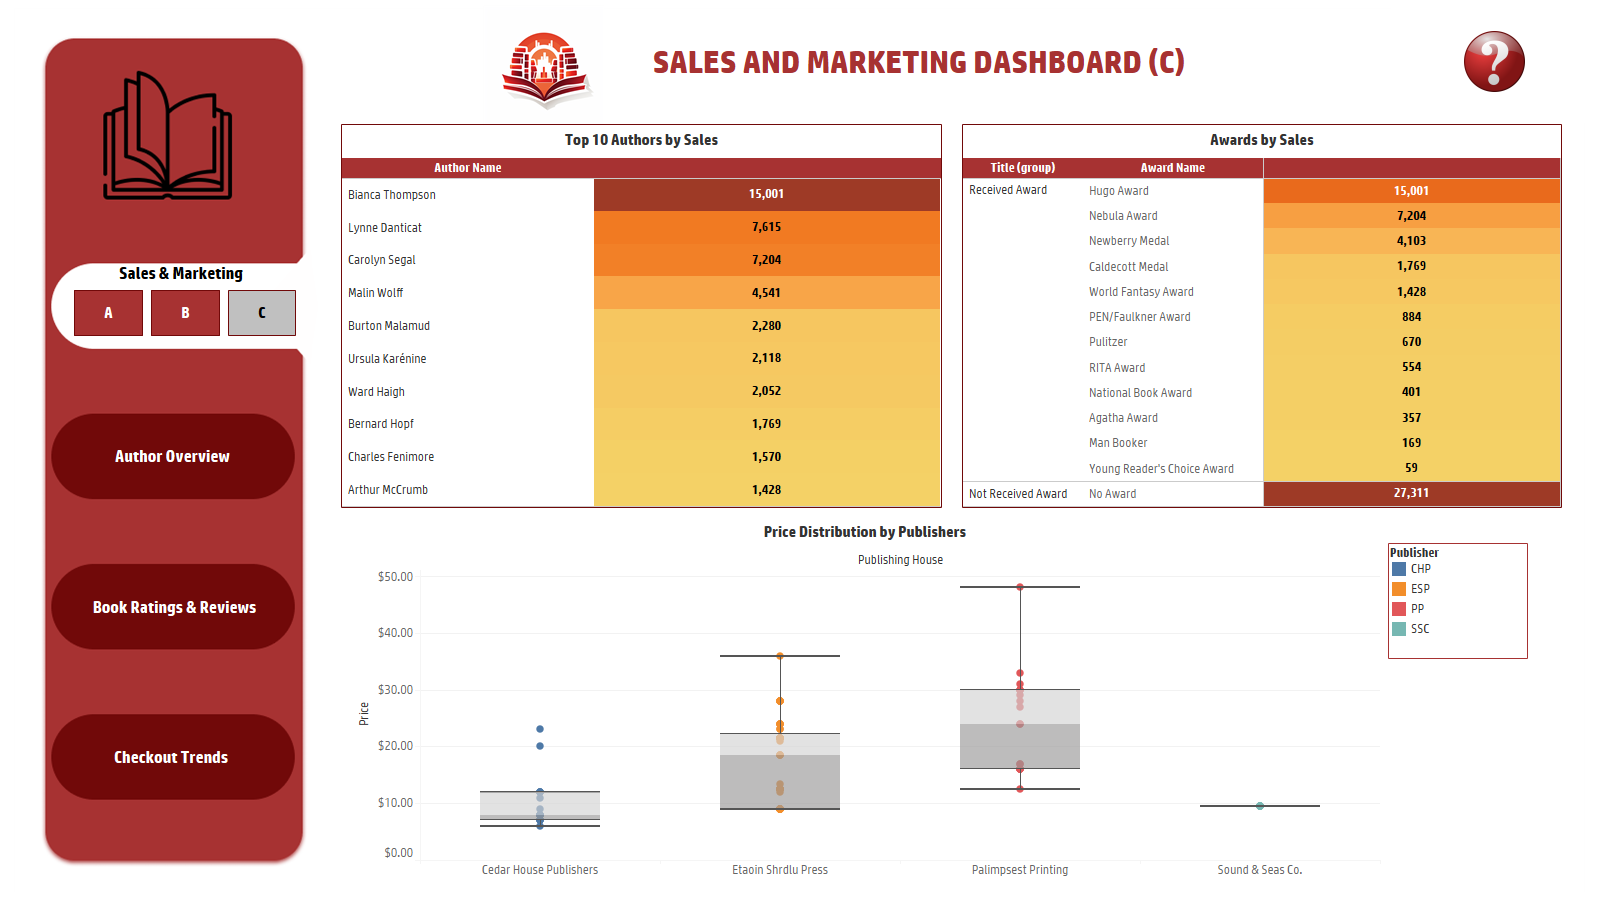 SALES AND MARKETING DASHBOARD (C)
?
Sales & Marketing
A B C
Author Overview
Book Ratings & Reviews
Checkout Trends
Top 10 Authors by Sales
Author Name
Bianca Thompson 15,001
Lynne Danticat 7,615
Carolyn Segal 7,204
Malin Wolff 4,541
Burton Malamud 2,280
Ursula Karénine 2,118
Ward Haigh 2,052
Bernard Hopf 1,769
Charles Fenimore 1,570
Arthur McCrumb 1,428
Awards by Sales
Title (group) Award Name
Received Award Hugo Award 15,001
Nebula Award 7,204
Newberry Medal 4,103
Caldecott Medal 1,769
World Fantasy Award 1,428
PEN/Faulkner Award 884
Pulitzer 670
RITA Award 554
National Book Award 401
Agatha Award 357
Man Booker 169
Young Reader's Choice Award 59
Not Received Award No Award 27,311
Price Distribution by Publishers
Publishing House
Price
$50.00
$40.00
$30.00
$20.00
$10.00
$0.00
Cedar House Publishers Etaoin Shrdlu Press Palimpsest Printing Sound & Seas Co.
Publisher
CHP
ESP
PP
SSC